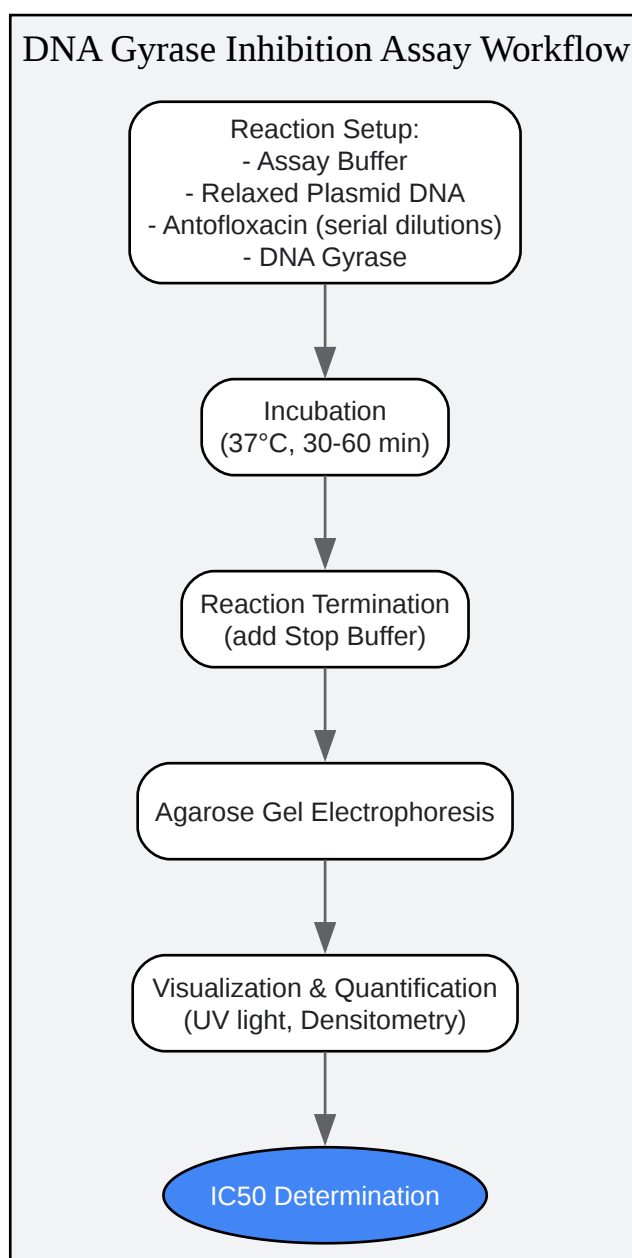 DNA Gyrase Inhibition Assay Workflow
Reaction Setup:
- Assay Buffer
- Relaxed Plasmid DNA
- Antofloxacin (serial dilutions)
- DNA Gyrase
Incubation
(37°C, 30-60 min)
Reaction Termination
(add Stop Buffer)
Agarose Gel Electrophoresis
Visualization & Quantification
(UV light, Densitometry)
IC50 Determination